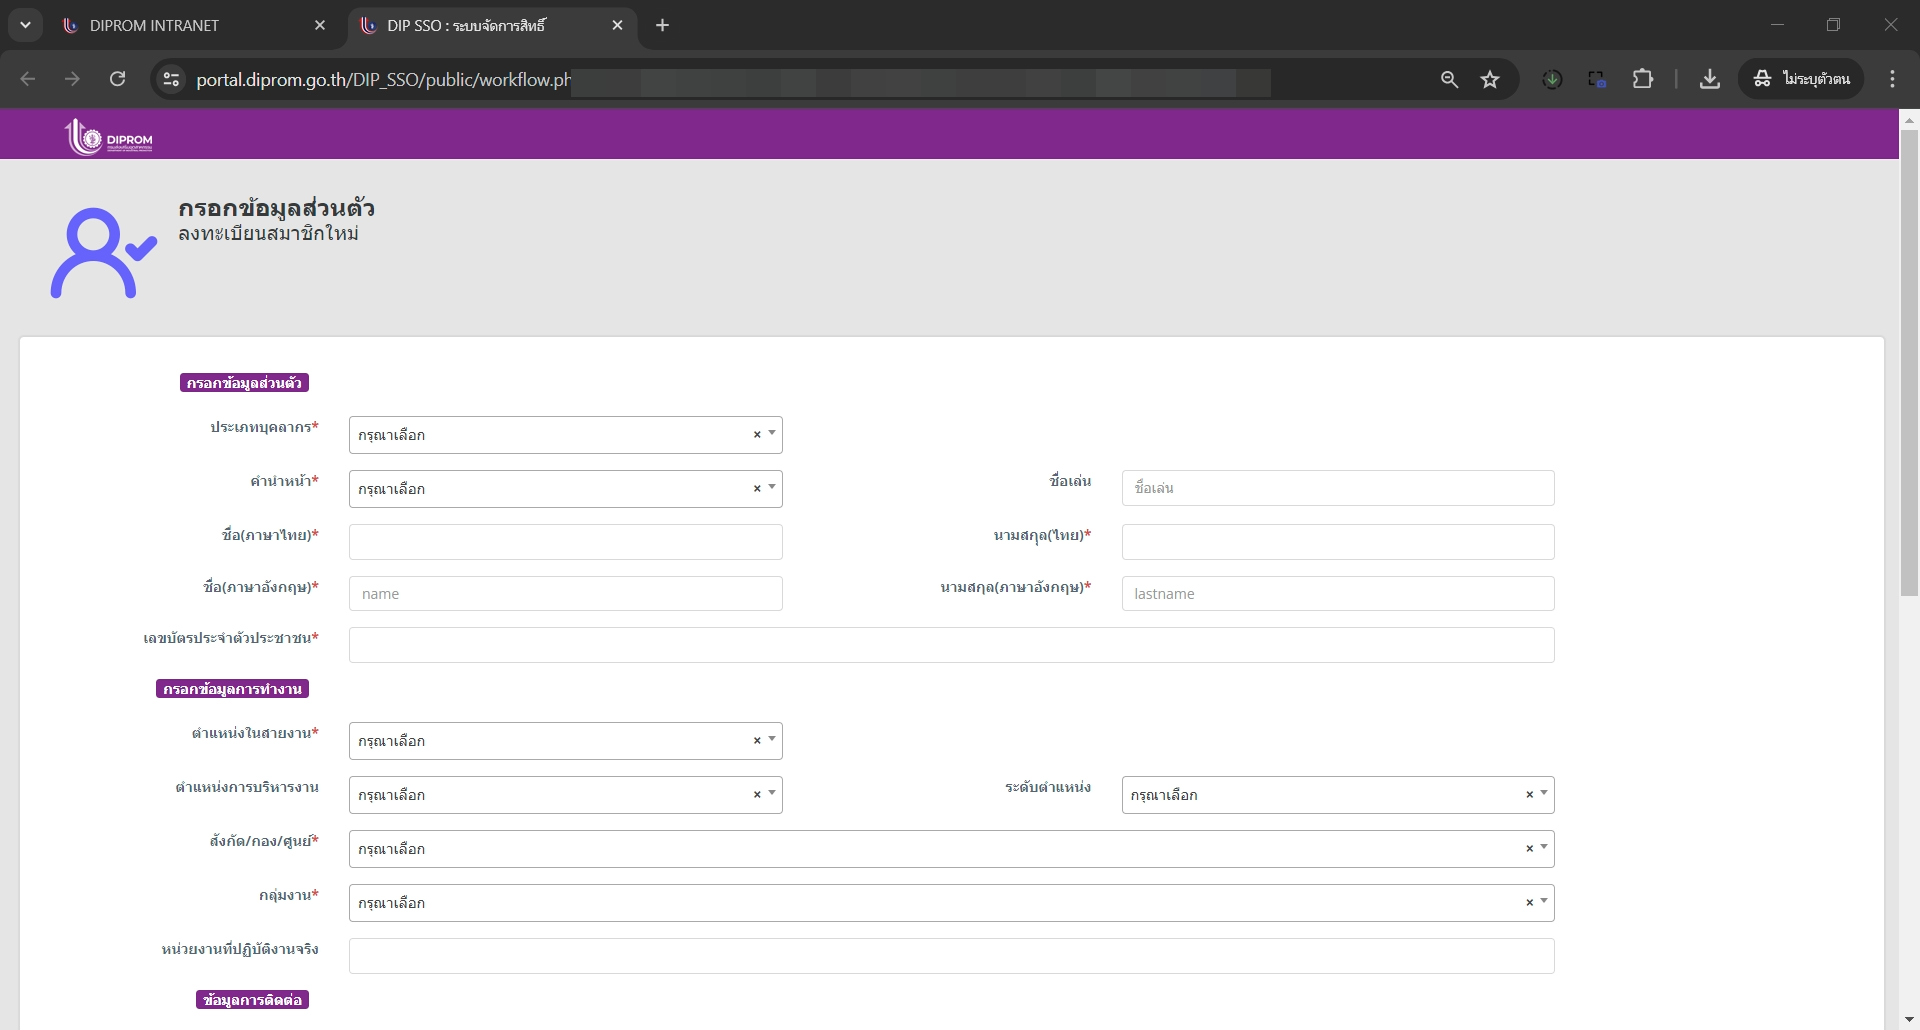 DIPROM INTRANET
DIP SSO : ระบบจัดการสิทธิ์
portal.diprom.go.th/DIP_SSO/public/workflow.ph
ไม่ระบุตัวตน
DIPROM
กรอกข้อมูลส่วนตัว
ลงทะเบียนสมาชิกใหม่
กรอกข้อมูลส่วนตัว
ประเภทบุคลากร*
กรุณาเลือก
คำนำหน้า*
กรุณาเลือก
ชื่อเล่น
ชื่อเล่น
ชื่อ(ภาษาไทย)*
นามสกุล(ไทย)*
ชื่อ(ภาษาอังกฤษ)*
name
นามสกุล(ภาษาอังกฤษ)*
lastname
เลขบัตรประจำตัวประชาชน*
กรอกข้อมูลการทำงาน
ตำแหน่งในสายงาน*
กรุณาเลือก
ตำแหน่งการบริหารงาน
กรุณาเลือก
ระดับตำแหน่ง
กรุณาเลือก
สังกัด/กอง/ศูนย์*
กรุณาเลือก
กลุ่มงาน*
กรุณาเลือก
หน่วยงานที่ปฏิบัติงานจริง
ข้อมูลการติดต่อ